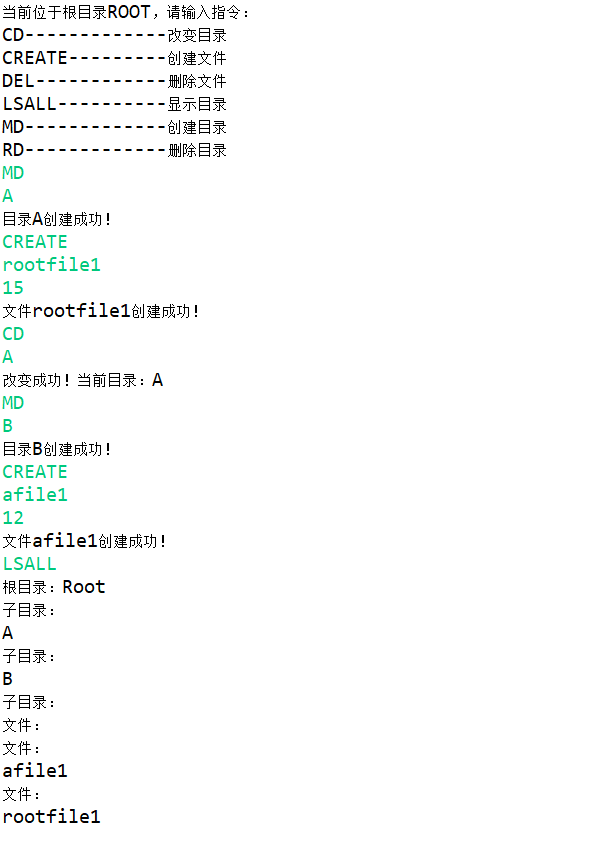 当前位于根目录ROOT，请输入指令：
CD-------------改变目录
CREATE---------创建文件
DEL------------删除文件
LSALL----------显示目录
MD-------------创建目录
RD-------------删除目录
MD
A
目录A创建成功！
CREATE
rootfile1
15
文件rootfile1创建成功！
CD
A
改变成功！当前目录：A
MD
B
目录B创建成功！
CREATE
afile1
12
文件afile1创建成功！
LSALL
根目录：Root
子目录：
A
子目录：
B
子目录：
文件：
文件：
afile1
文件：
rootfile1